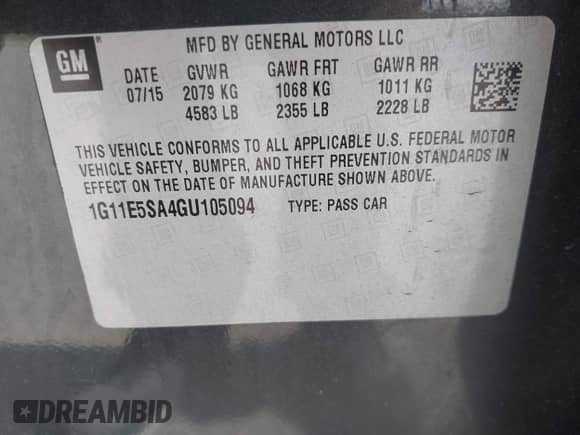 GM
MFD BY GENERAL MOTORS LLC
DATE GVWR GAWR FRT GAWR RR
07/15 2079 KG 1068 KG 1011 KG
4583 LB 2355 LB 2228 LB
THIS VEHICLE CONFORMS TO ALL APPLICABLE U.S. FEDERAL MOTOR
VEHICLE SAFETY, BUMPER, AND THEFT PREVENTION STANDARDS IN
EFFECT ON THE DATE OF MANUFACTURE SHOWN ABOVE.
1G11E5SA4GU105094 TYPE: PASS CAR
DREAMBID